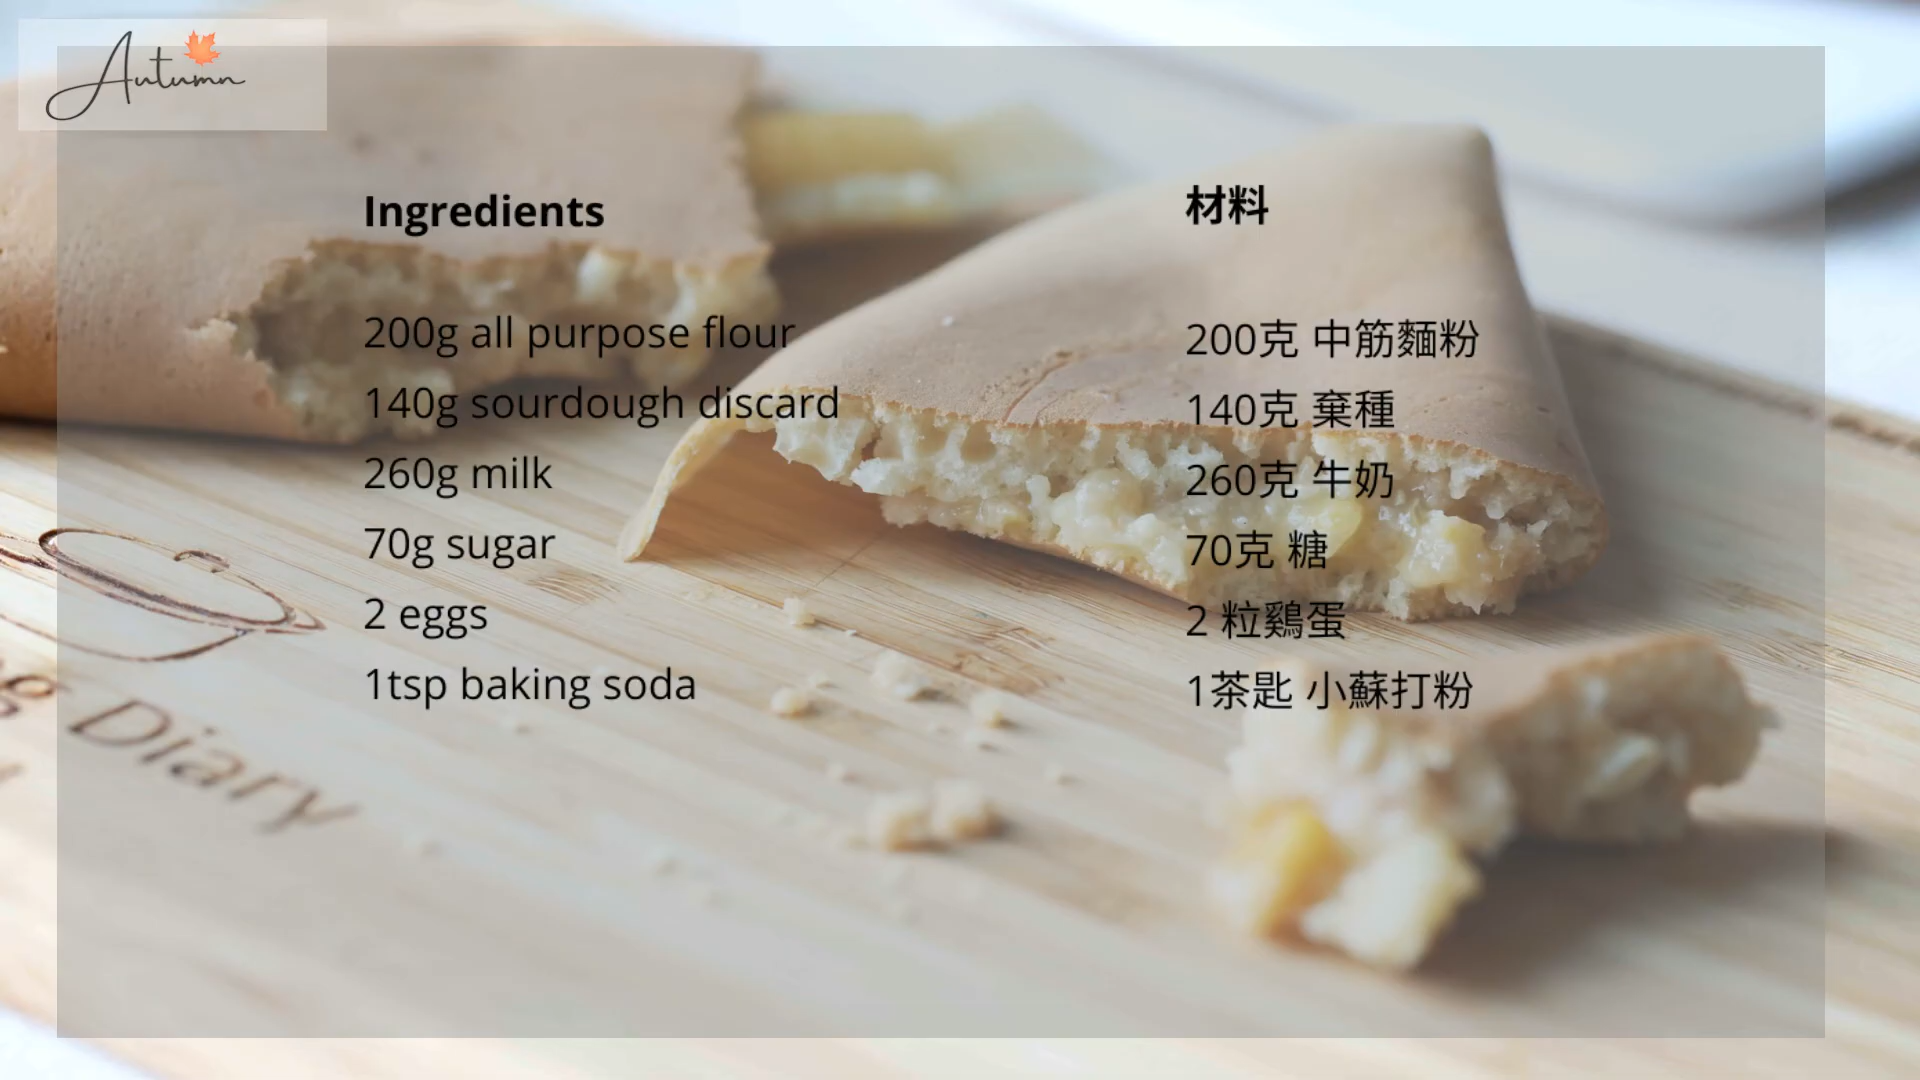 Autumn
Ingredients
200g all purpose flour
140g sourdough discard
260g milk
70g sugar
2 eggs
1tsp baking soda
材料
200克 中筋麵粉
140克 棄種
260克 牛奶
70克 糖
2 粒鷄蛋
1茶匙 小蘇打粉
Diary